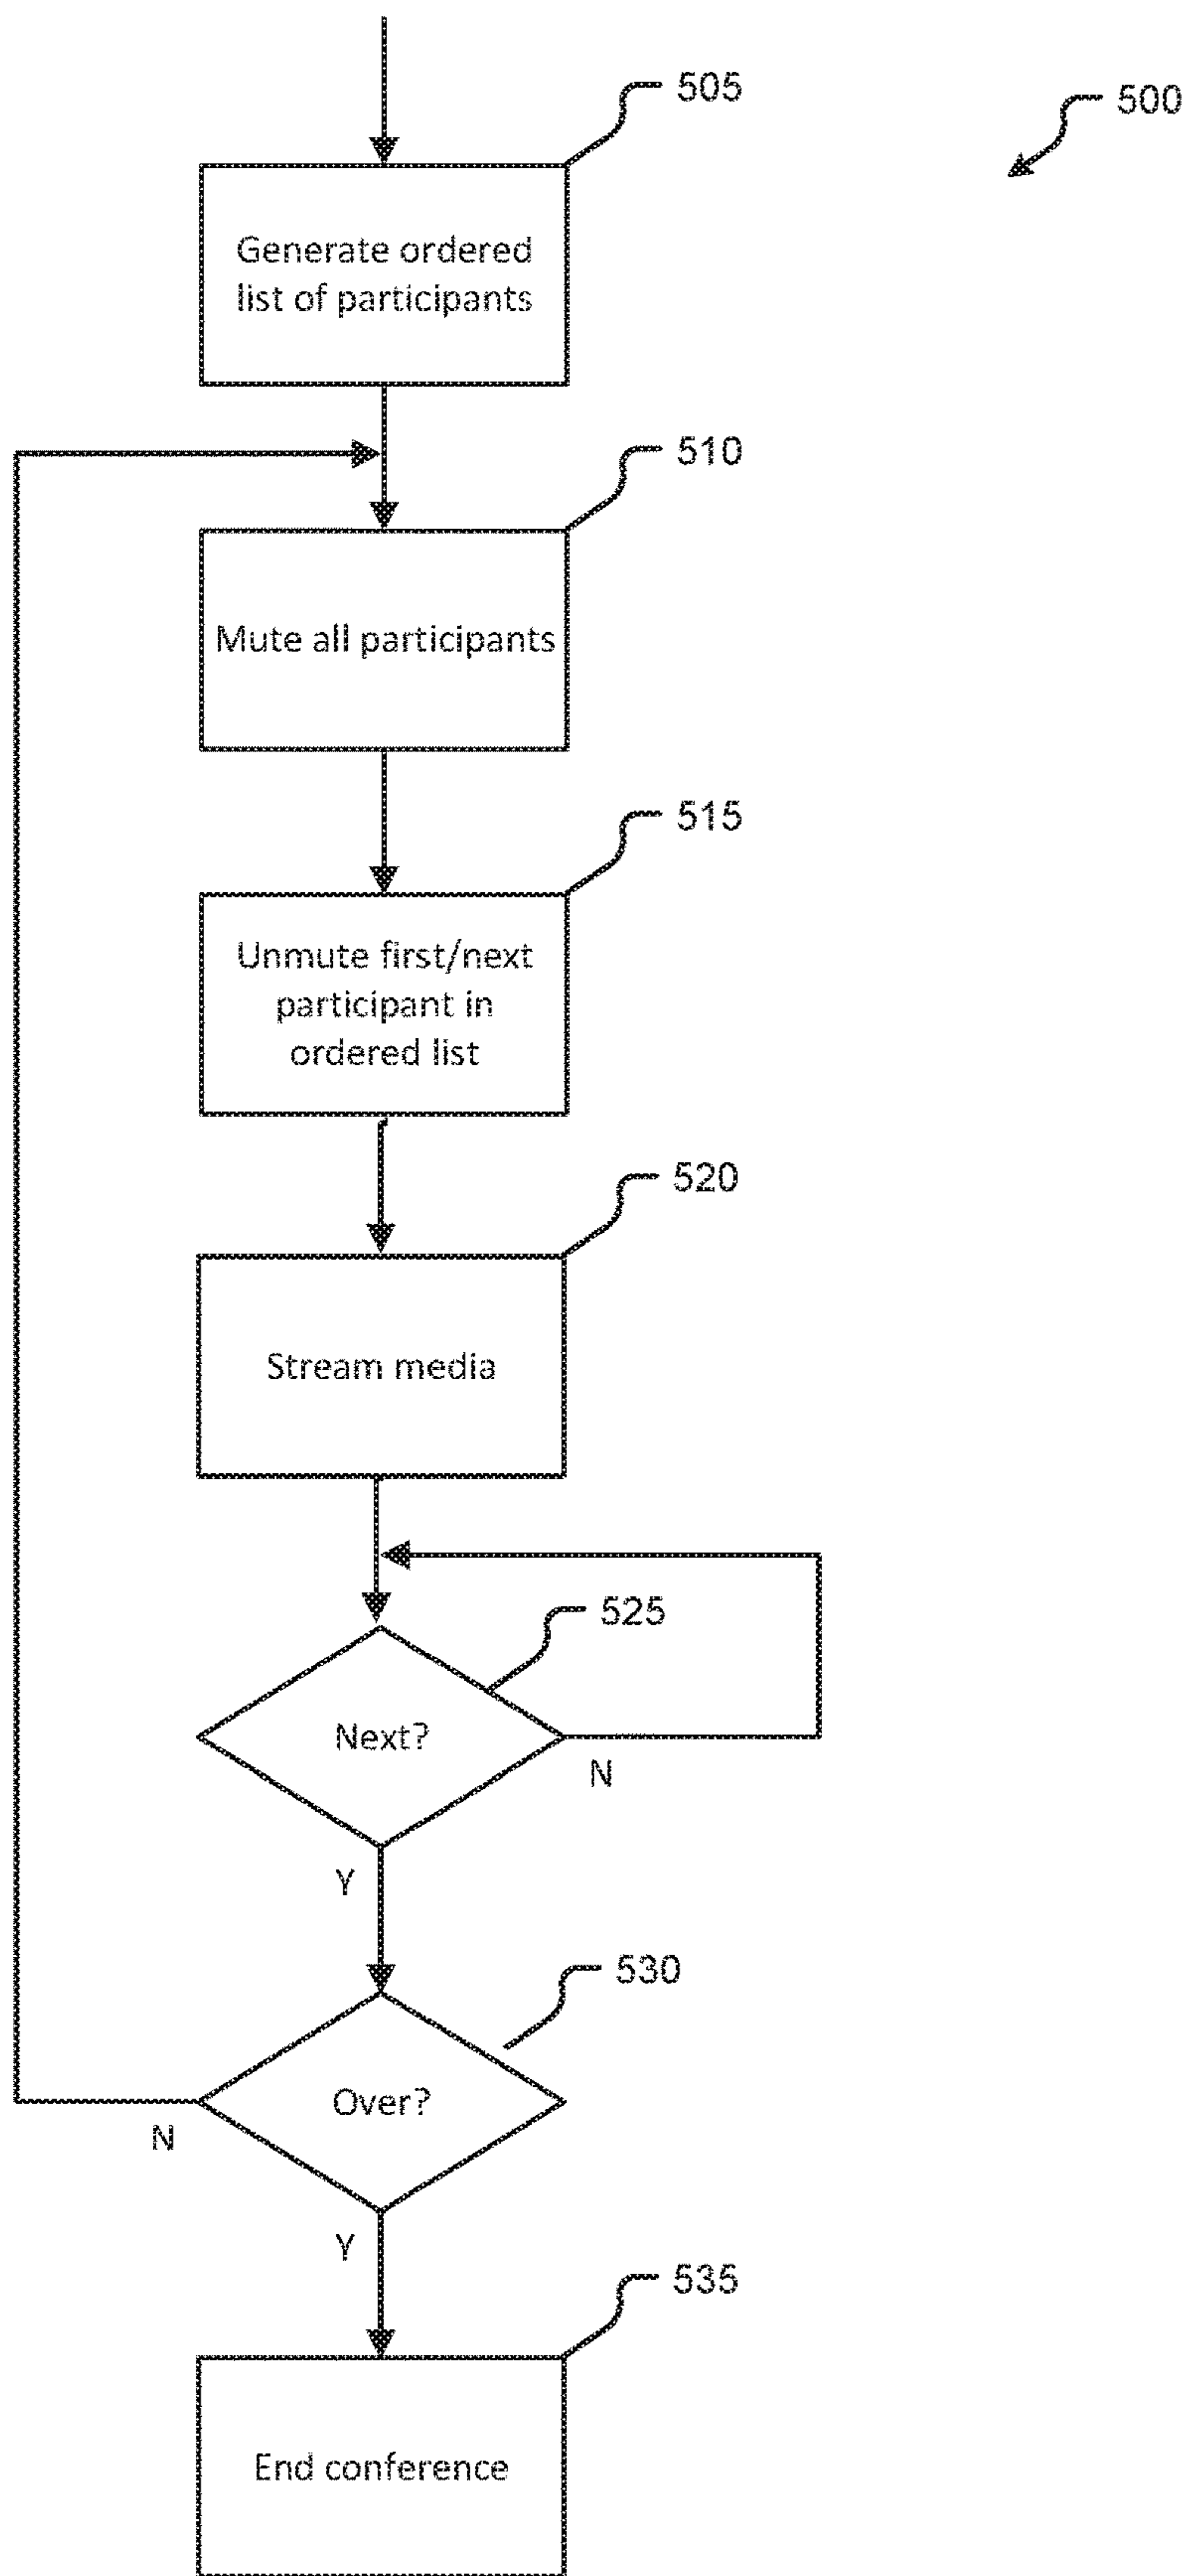 505
500
Generate ordered
list of participants
510
Mute all participants
515
Unmute first/next
participant in
ordered list
520
Stream media
525
Next?
N
Y
530
Over?
N
Y
535
End conference